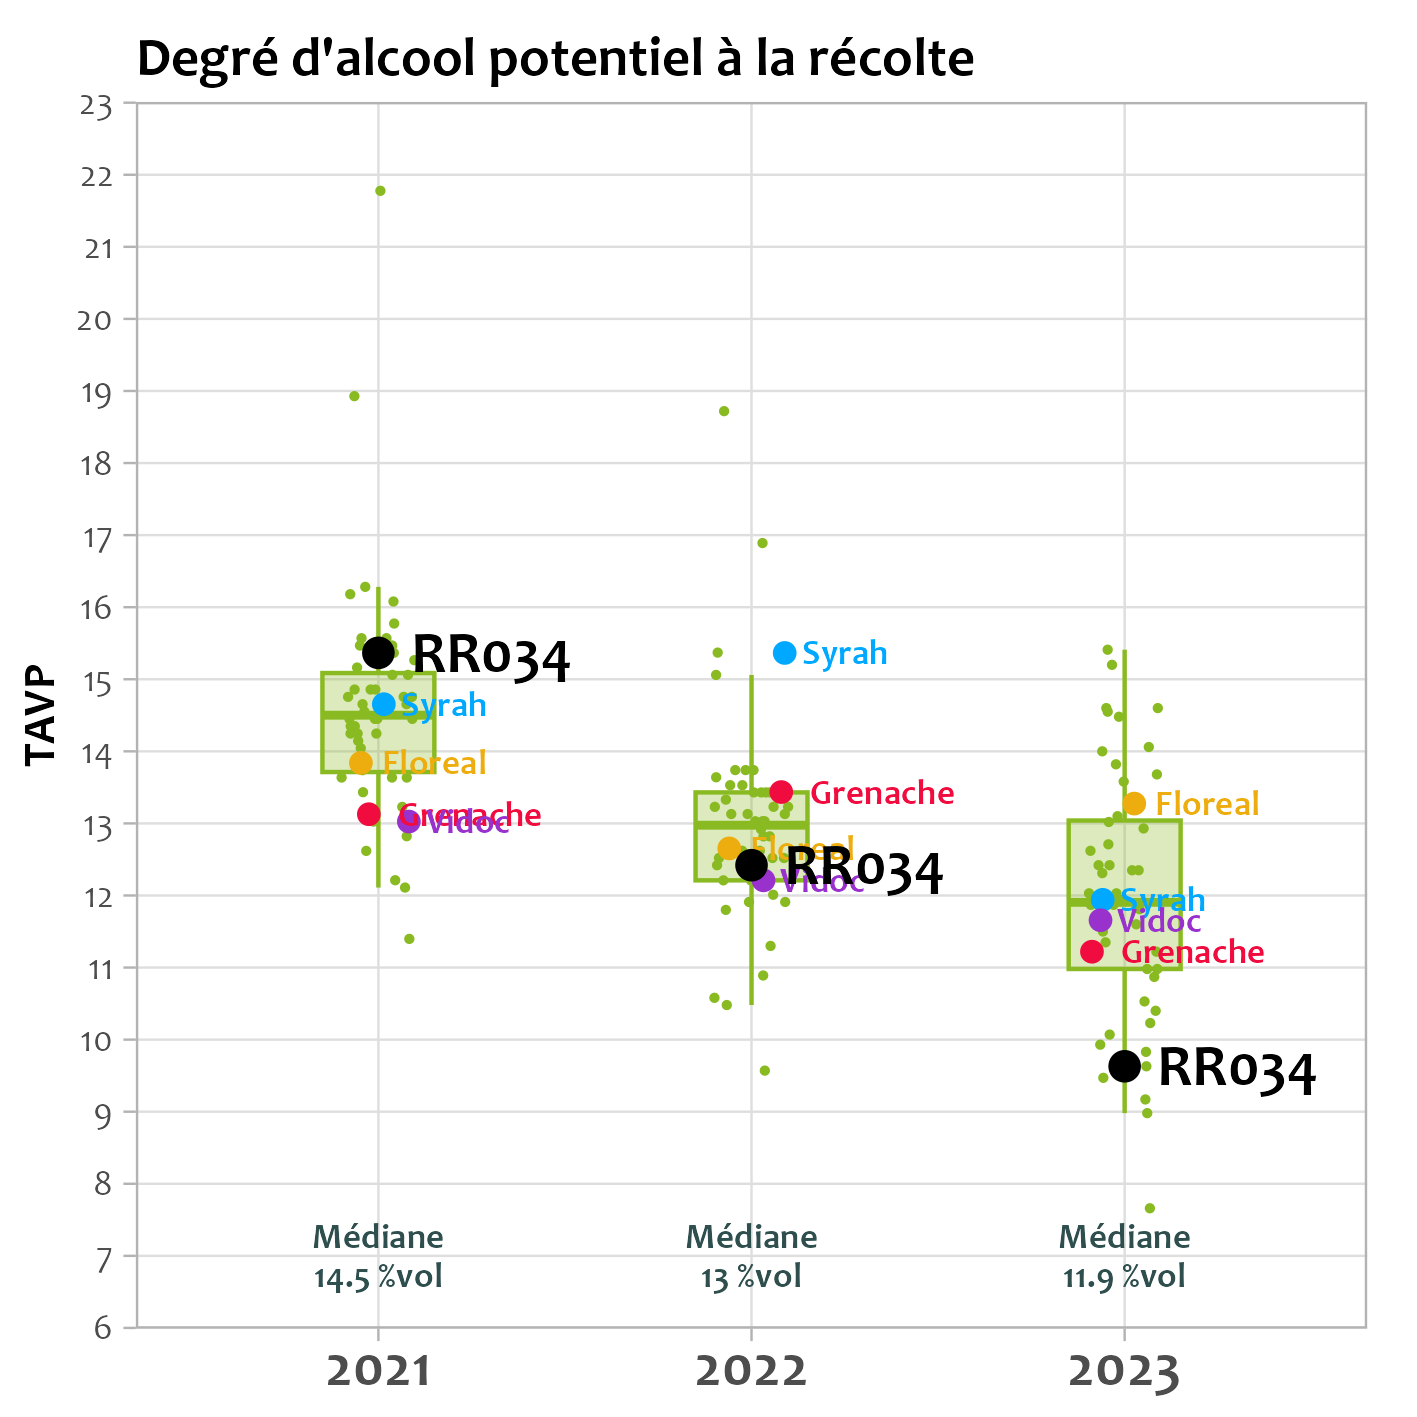 Degré d'alcool potentiel à la récolte
TAVP
23
22
21
20
19
18
17
16
15
14
13
12
11
10
9
8
7
6
RR034
Syrah
Floreal
Grenache
Vidoc
Syrah
Grenache
Floreal
RR034
Vidoc
Floreal
Syrah
Vidoc
Grenache
RR034
Médiane
14.5 %vol
Médiane
13 %vol
Médiane
11.9 %vol
2021
2022
2023